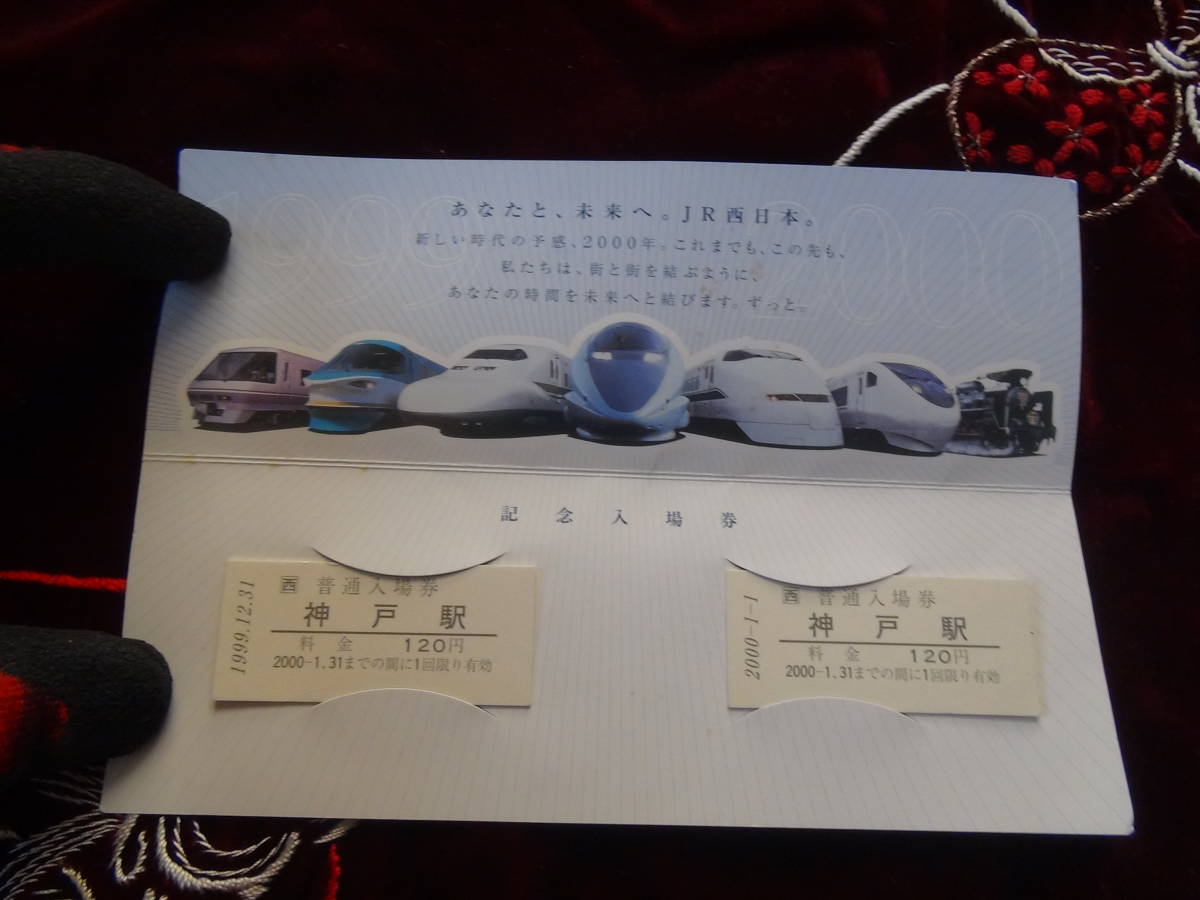 1999 2000
あなたと、未来へ。JR西日本。
新しい時代の予感、2000年。これまでも、この先も、
私たちは、街と街を結ぶように、
あなたの時間を未来へと結びます。ずっと。
記念入場券
1999.12.31
西 普通入場券
神戸駅
料金 120円
2000-1.31までの間に1回限り有効
2000-1-1
西 普通入場券
神戸駅
料金 120円
2000-1.31までの間に1回限り有効